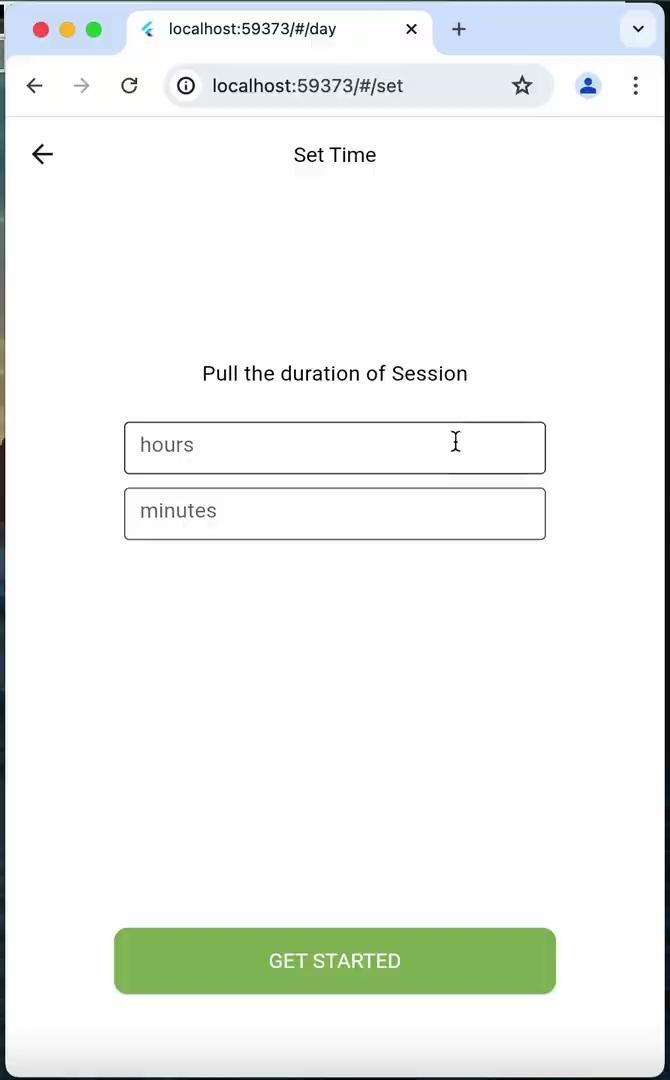 localhost:59373/#/day
localhost:59373/#/set
Set Time
Pull the duration of Session
hours
minutes
GET STARTED